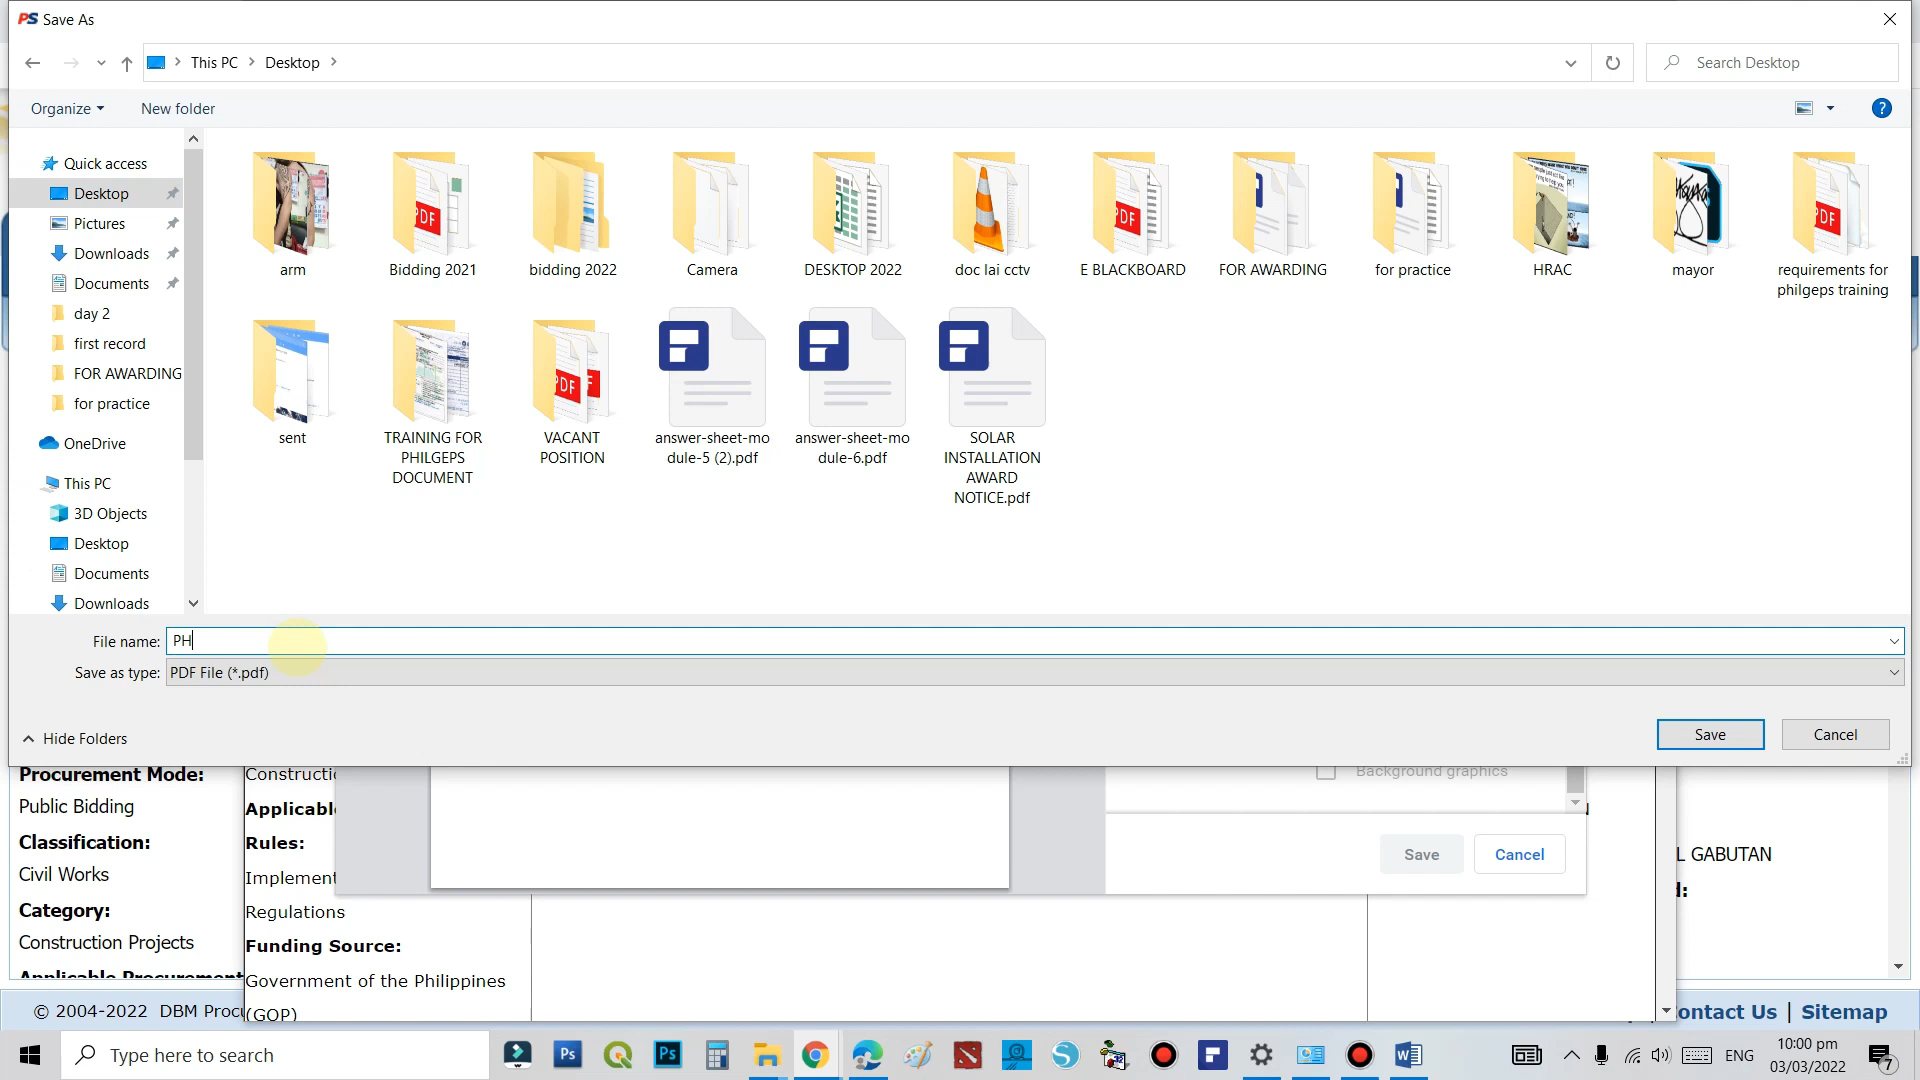 PS Save As
This PC > Desktop >
Search Desktop
Organize
New folder
Quick access
Desktop
Pictures
Downloads
Documents
day 2
first record
FOR AWARDING
for practice
OneDrive
This PC
3D Objects
Desktop
Documents
Downloads
arm
Bidding 2021
bidding 2022
Camera
DESKTOP 2022
doc lai cctv
E BLACKBOARD
FOR AWARDING
for practice
HRAC
mayor
requirements for
philgeps training
sent
TRAINING FOR
PHILGEPS
DOCUMENT
VACANT
POSITION
answer-sheet-mo
dule-5 (2).pdf
answer-sheet-mo
dule-6.pdf
SOLAR
INSTALLATION
AWARD
NOTICE.pdf
File name: PH
Save as type: PDF File (*.pdf)
Hide Folders
Save
Cancel
Procurement Mode:
Public Bidding
Classification:
Civil Works
Category:
Construction Projects
Applicable Procurement
Constructi
Applicabl
Rules:
Implement
Regulations
Funding Source:
Government of the Philippines
(GOP)
Background graphics
Save
Cancel
L GABUTAN
© 2004-2022 DBM Procu
ontact Us | Sitemap
Type here to search
ENG
10:00 pm
03/03/2022
7